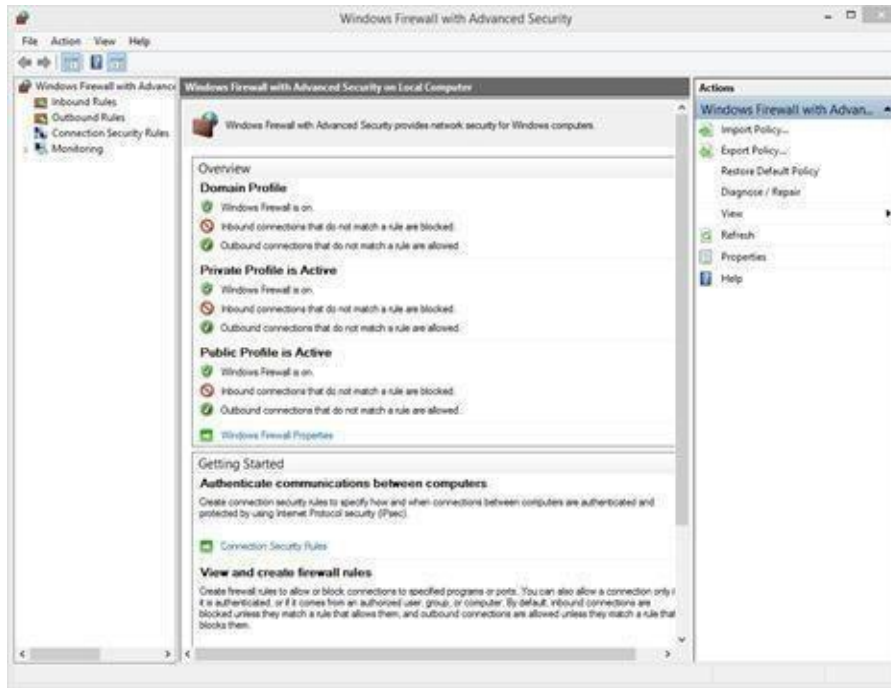 Windows Firewall with Advanced Security
File Action View Help
Windows Firewall with Advance
Inbound Rules
Outbound Rules
Connection Security Rules
Monitoring
Windows Firewall with Advanced Security on Local Computer
Windows Firewall with Advanced Security provides network security for Windows computers.
Overview
Domain Profile
Windows Firewall is on.
Inbound connections that do not match a rule are blocked.
Outbound connections that do not match a rule are allowed.
Private Profile is Active
Windows Firewall is on.
Inbound connections that do not match a rule are blocked.
Outbound connections that do not match a rule are allowed.
Public Profile is Active
Windows Firewall is on.
Inbound connections that do not match a rule are blocked.
Outbound connections that do not match a rule are allowed.
Windows Firewall Properties
Getting Started
Authenticate communications between computers
Create connection security rules to specify how and when connections between computers are authenticated and
protected by using Internet Protocol security (IPsec).
Connection Security Rules
View and create firewall rules
Create firewall rules to allow or block connections to specified programs or ports. You can also allow a connection only i
it is authenticated, or if it comes from an authorized user, group, or computer. By default, inbound connections are
blocked unless they match a rule that allows them, and outbound connections are allowed unless they match a rule that
blocks them.
Actions
Windows Firewall with Advan...
Import Policy...
Export Policy...
Restore Default Policy
Diagnose / Repair
View
Refresh
Properties
Help